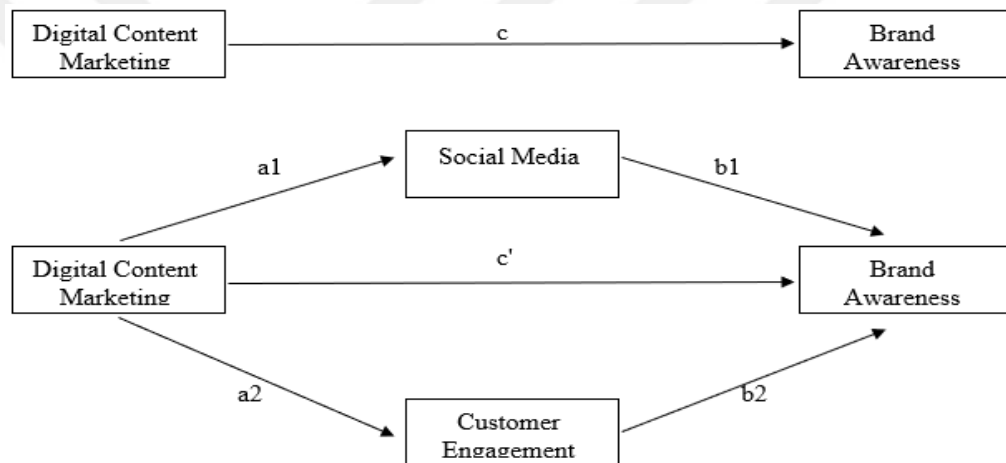 Digital Content
Marketing
c
Brand
Awareness
Social Media
a1
b1
Digital Content
Marketing
c'
Brand
Awareness
a2
b2
Customer
Engagement